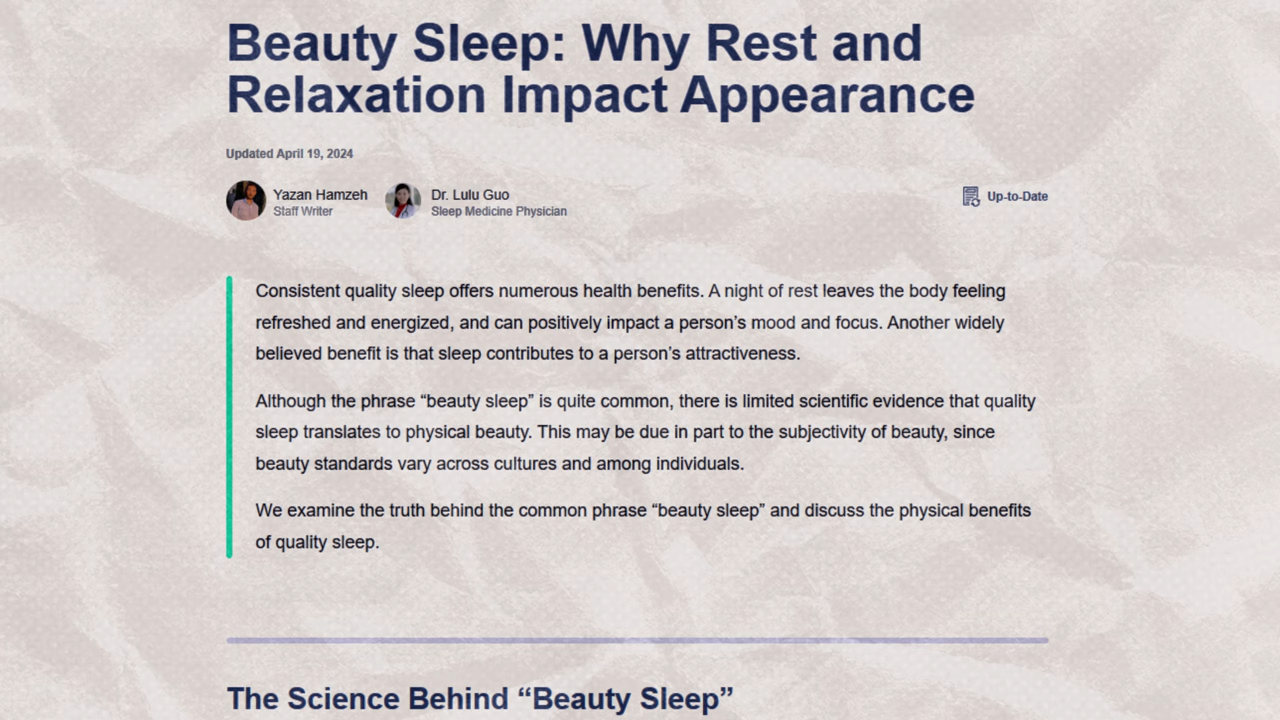 Beauty Sleep: Why Rest and
Relaxation Impact Appearance
Updated April 19, 2024
Yazan Hamzeh
Staff Writer
Dr. Lulu Guo
Sleep Medicine Physician
Up-to-Date
Consistent quality sleep offers numerous health benefits. A night of rest leaves the body feeling
refreshed and energized, and can positively impact a person’s mood and focus. Another widely
believed benefit is that sleep contributes to a person’s attractiveness.
Although the phrase “beauty sleep” is quite common, there is limited scientific evidence that quality
sleep translates to physical beauty. This may be due in part to the subjectivity of beauty, since
beauty standards vary across cultures and among individuals.
We examine the truth behind the common phrase “beauty sleep” and discuss the physical benefits
of quality sleep.
The Science Behind “Beauty Sleep”